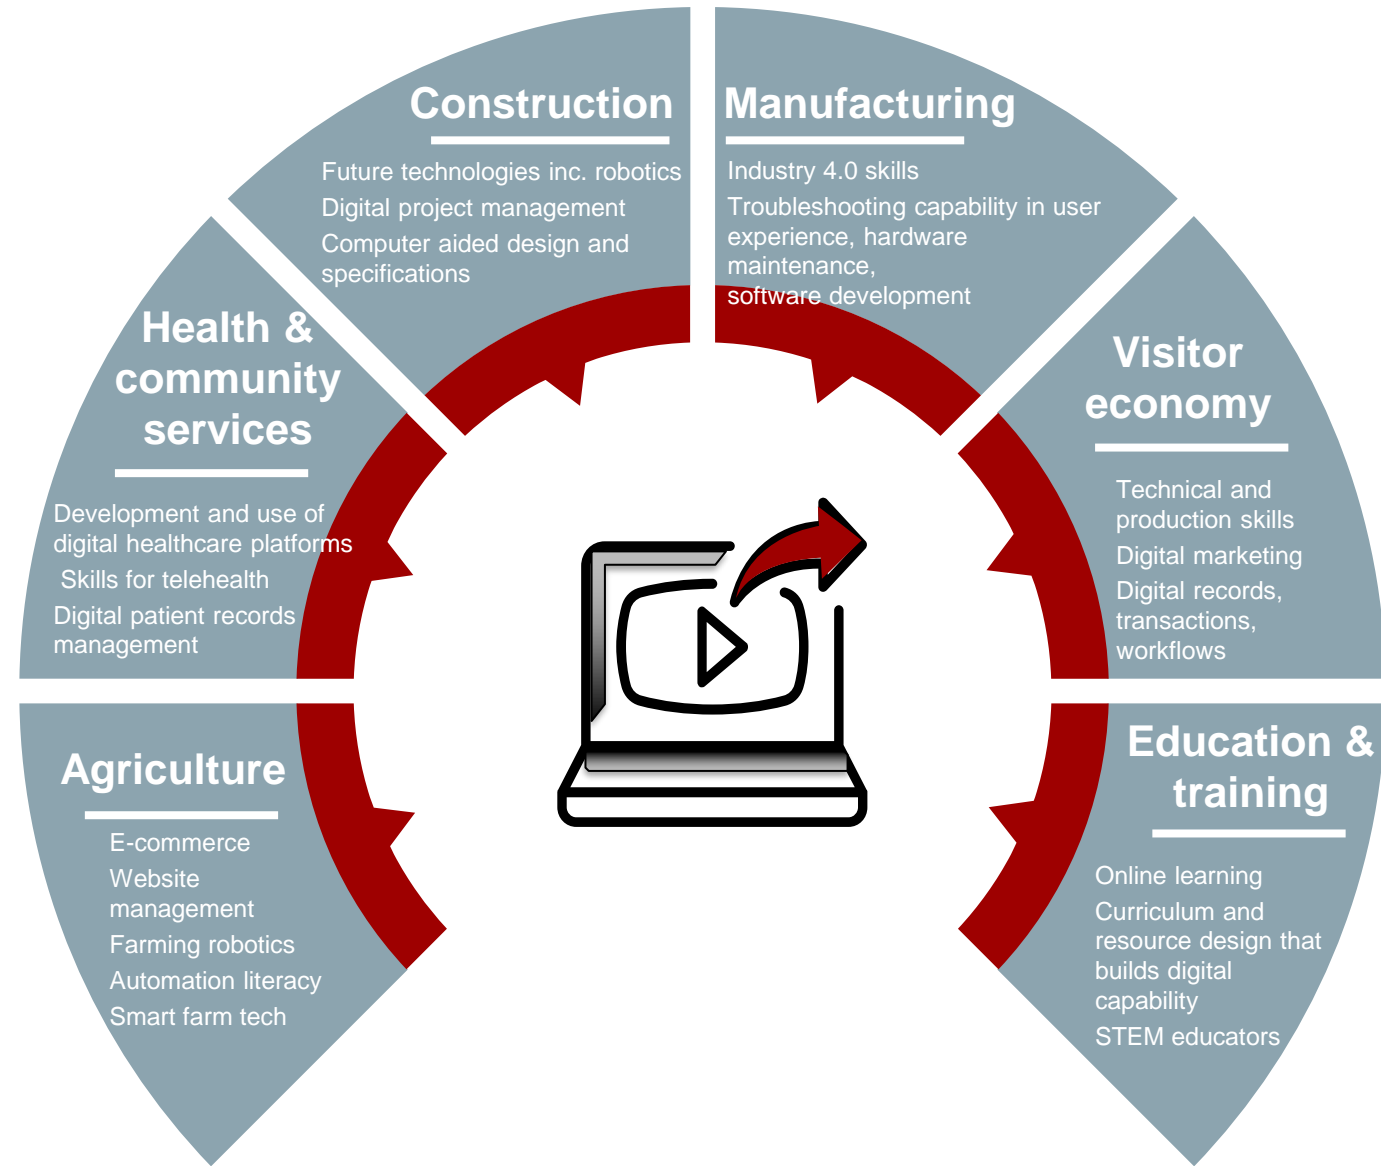 Construction
Future technologies inc. robotics
Digital project management
Computer aided design and
specifications
Manufacturing
Industry 4.0 skills
Troubleshooting capability in user
experience, hardware
maintenance,
software development
Health &
community
services
Development and use of
digital healthcare platforms
Skills for telehealth
Digital patient records
management
Visitor
economy
Technical and
production skills
Digital marketing
Digital records,
transactions,
workflows
Agriculture
E-commerce
Website
management
Farming robotics
Automation literacy
Smart farm tech
Education &
training
Online learning
Curriculum and
resource design that
builds digital
capability
STEM educators